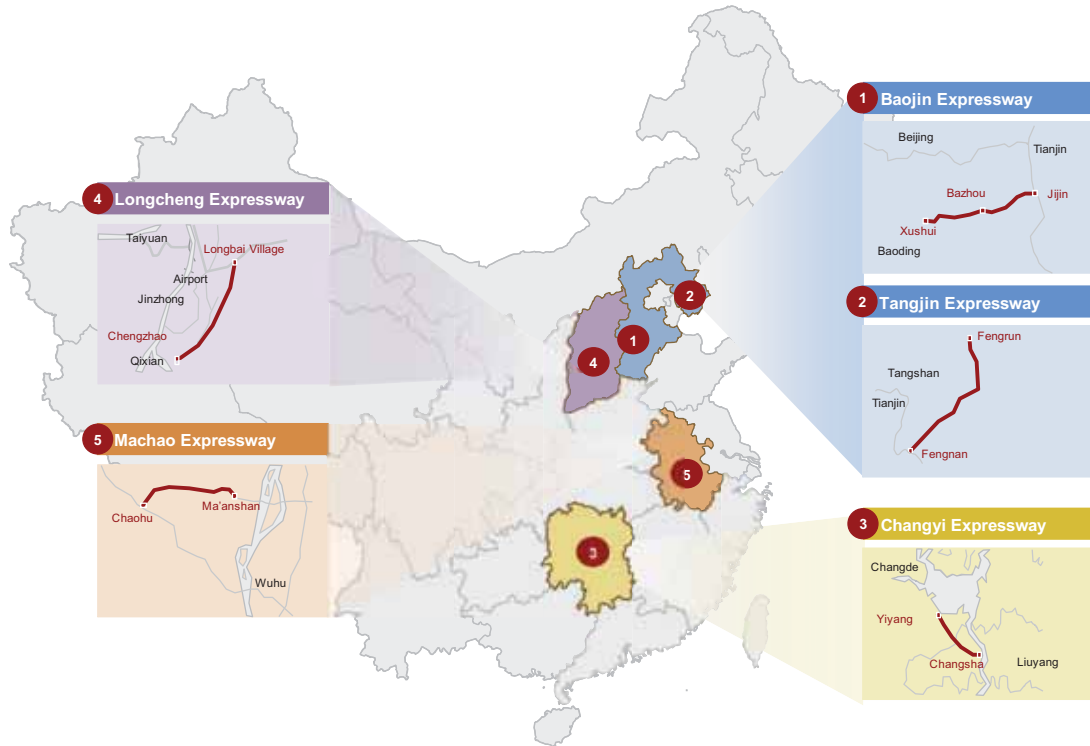 1 Baojin Expressway
Beijing
Tianjin
Bazhou
Jijin
Xushui
Baoding
2 Tangjin Expressway
Fengrun
Tangshan
Tianjin
Fengnan
3 Changyi Expressway
Changde
Yiyang
Changsha
Liuyang
4 Longcheng Expressway
Taiyuan
Longbai Village
Airport
Jinzhong
Chengzhao
Qixian
5 Machao Expressway
Ma'anshan
Chaohu
Wuhu
2
1
4
5
3